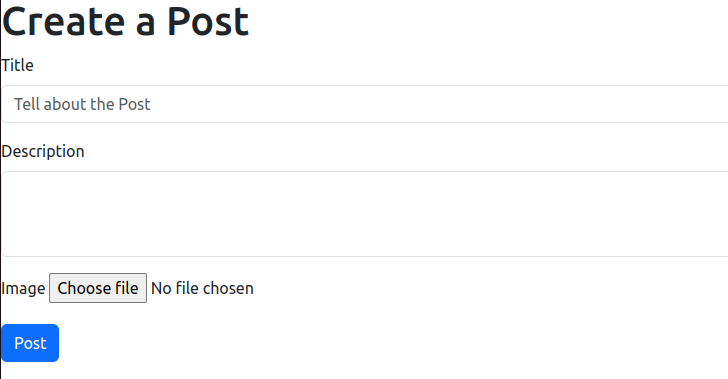 Create a Post
Title
Tell about the Post
Description
Image Choose file No file chosen
Post